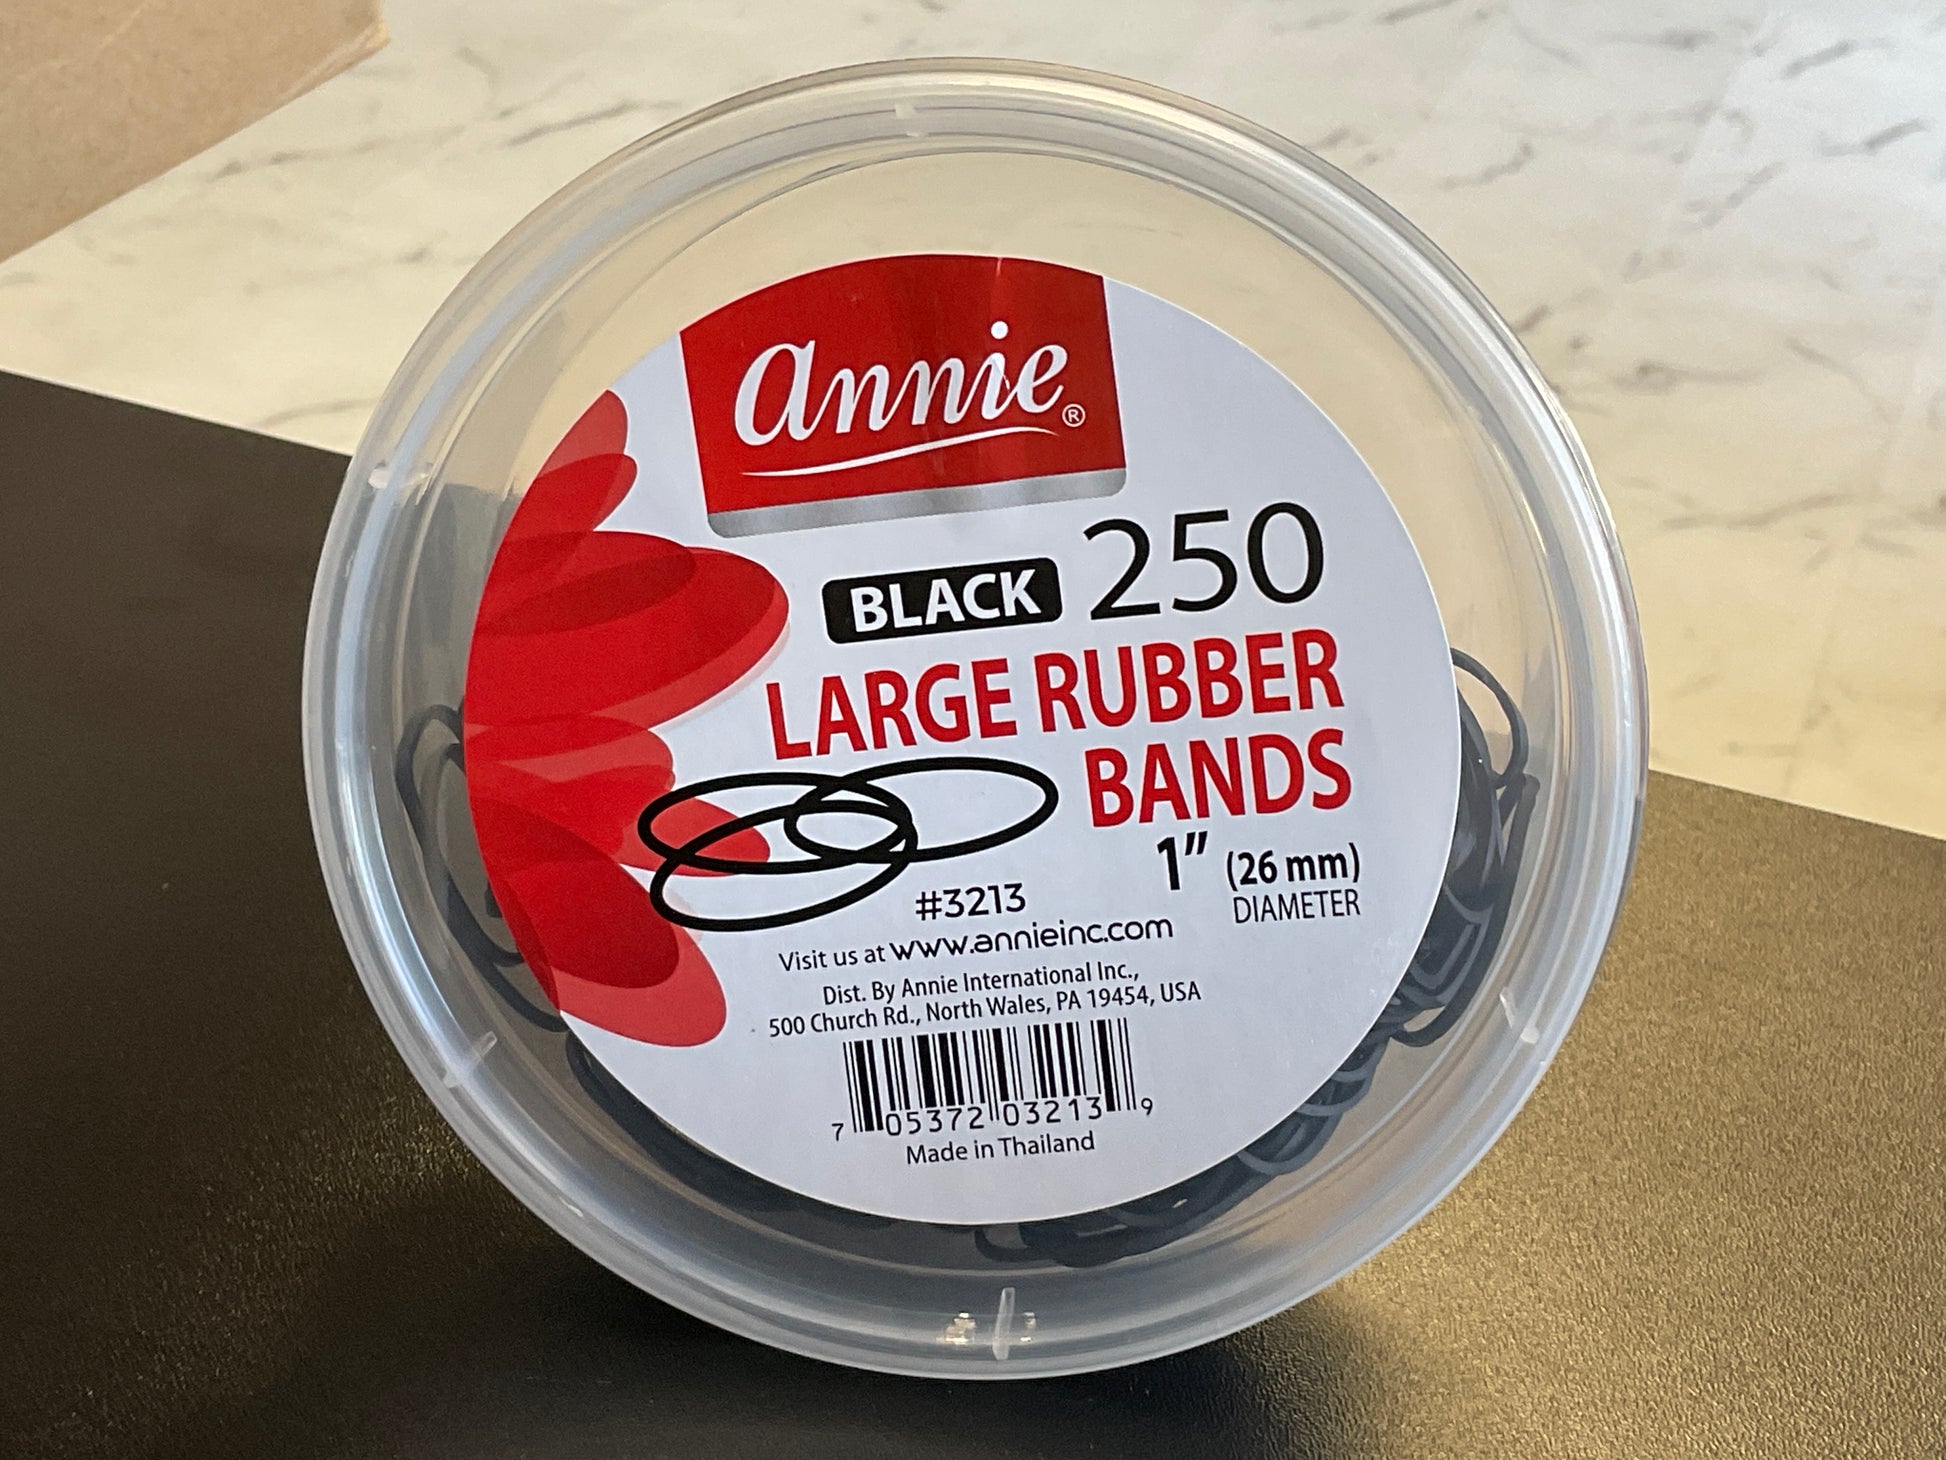 annie®
BLACK 250
LARGE RUBBER
BANDS
1” (26 mm)
DIAMETER
#3213
Visit us at www.annieinc.com
Dist. By Annie International Inc.,
500 Church Rd., North Wales, PA 19454, USA
7 05372 03213 9
Made in Thailand